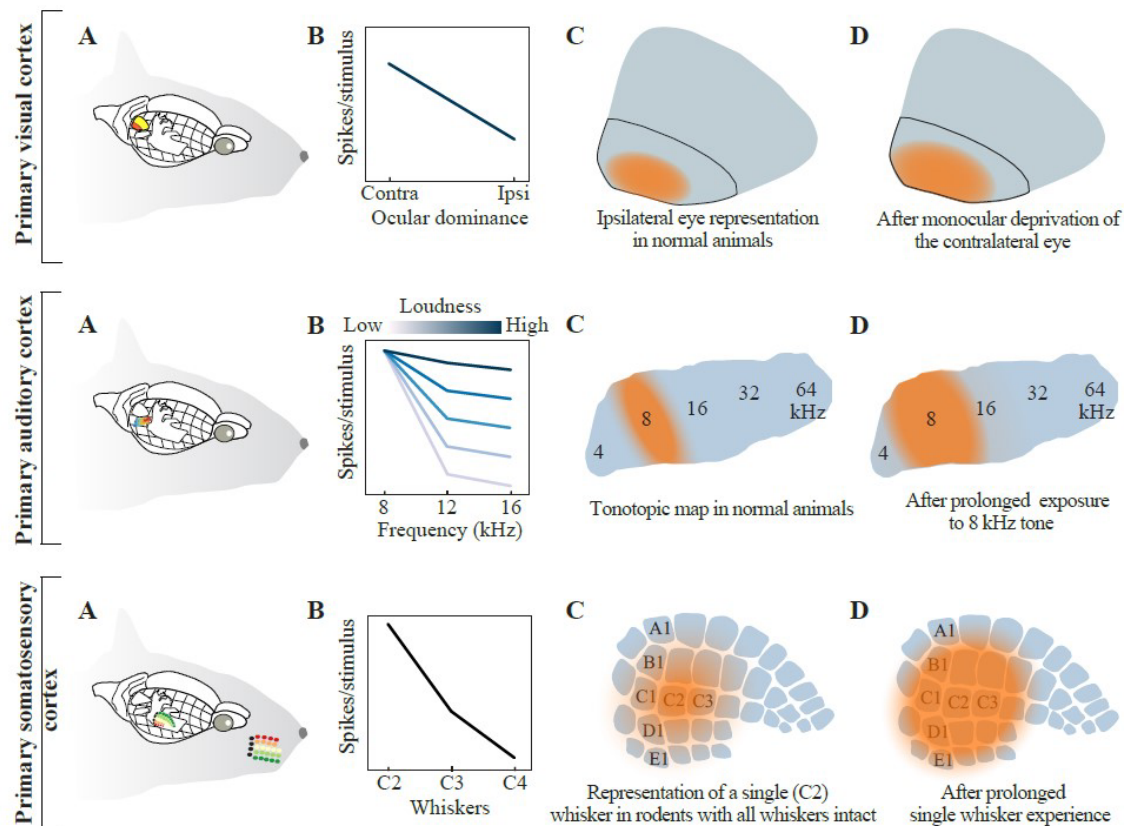 Primary visual cortex
A
B
C
D
Spikes/stimulus
Contra
Ipsi
Ocular dominance
Ipsilateral eye representation
in normal animals
After monocular deprivation of
the contralateral eye
Primary auditory cortex
A
B
C
D
Loudness
Low
High
Spikes/stimulus
8
12
16
Frequency (kHz)
4
8
16
32
64
kHz
Tonotopic map in normal animals
4
8
16
32
64
kHz
After prolonged exposure
to 8 kHz tone
Primary somatosensory
cortex
A
B
C
D
Spikes/stimulus
C2
C3
C4
Whiskers
A1
B1
C1
C2
C3
D1
E1
Representation of a single (C2)
whisker in rodents with all whiskers intact
A1
B1
C1
C2
C3
D1
E1
After prolonged
single whisker experience